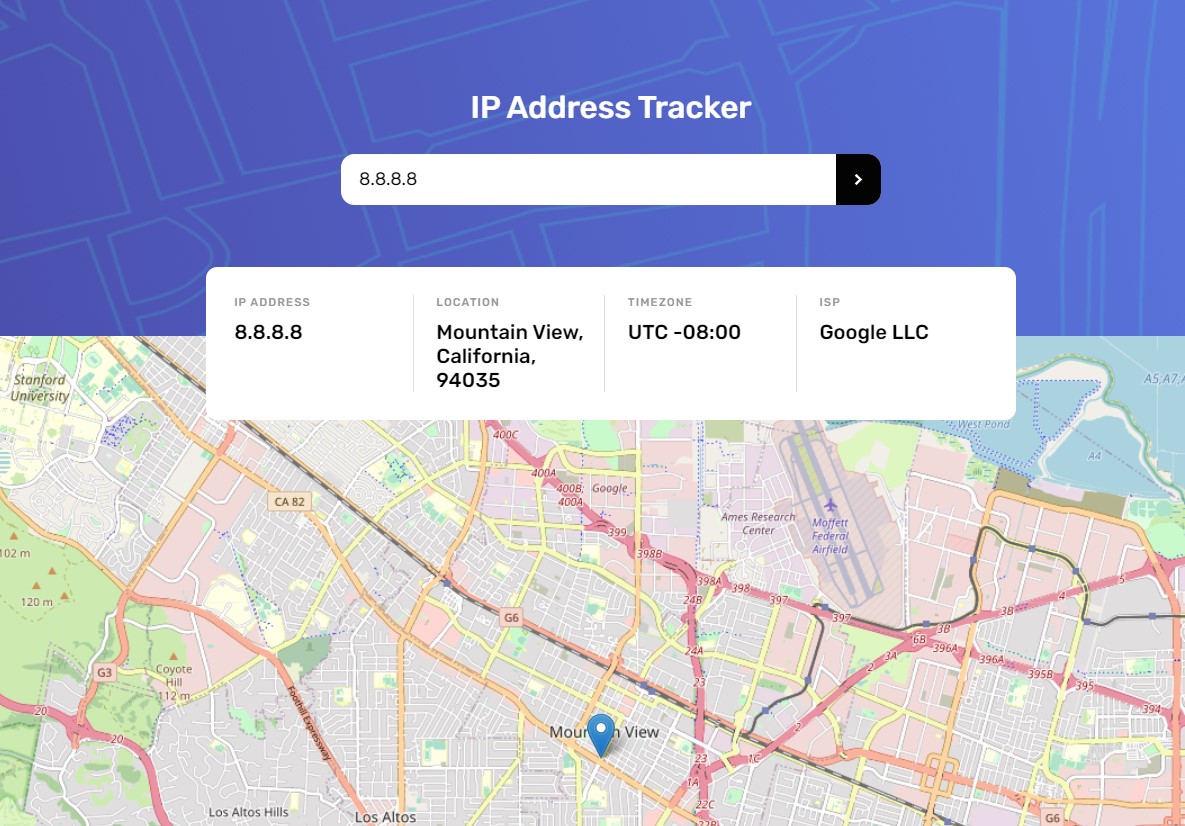 IP Address Tracker
8.8.8.8
IP ADDRESS
LOCATION
TIMEZONE
ISP
8.8.8.8
Mountain View,
California,
94035
UTC -08:00
Google LLC
Stanford
University
A5;A7;A
West Pond
A4
400C
400A
400B;
400A
Google
CA 82
399
Ames Research
Center
Moffett
Federal
Airfield
398B
102 m
398A
398
397
397
5
4
120 m
24B
3B
3B
G6
6B
396A
24A
3A
396A
G3
Coyote
Hill
112 m
2
395B
395
23
394
20
20
Foothill Expressway
2
Mountain View
23
1C
1A
22C
Los Altos Hills
Los Altos
22B
G6